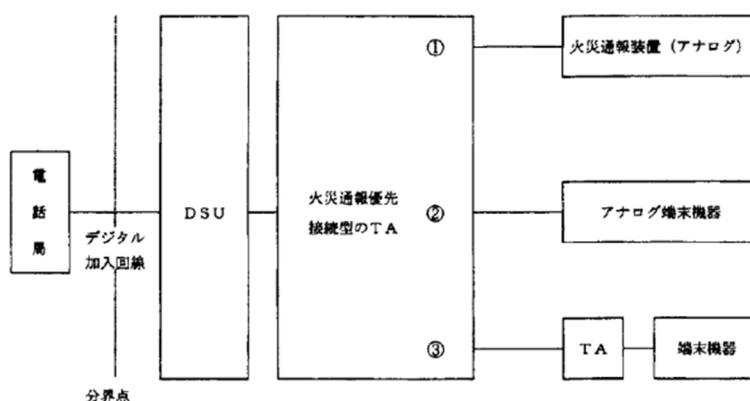 ①
火災通報装置（アナログ）
電
話
局
DSU
火災通報優先
接続型のTA
②
アナログ端末機器
デジタル
加入回線
③
TA
端末機器
分界点